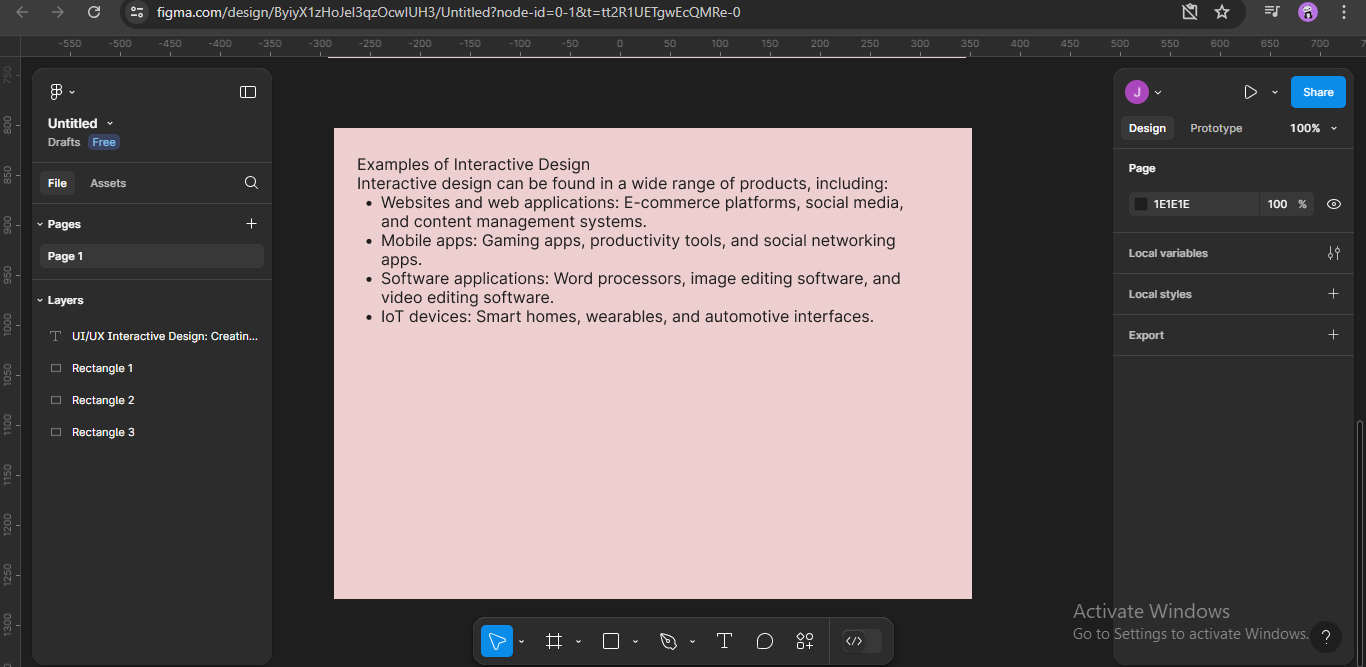 figma.com/design/ByiyX1zHoJel3qzOcwlUH3/Untitled?node-id=0-1&t=tt2R1UETgwEcQMRe-0
-550 -500 -450 -400 -350 -300 -250 -200 -150 -100 -50 0 50 100 150 200 250 300 350 400 450 500 550 600 650 700
750
800
850
900
950
1000
1050
1100
1150
1200
1250
1300
Untitled
Drafts Free
File Assets
Pages
Page 1
Layers
UI/UX Interactive Design: Creatin...
Rectangle 1
Rectangle 2
Rectangle 3
Examples of Interactive Design
Interactive design can be found in a wide range of products, including:
• Websites and web applications: E-commerce platforms, social media,
and content management systems.
• Mobile apps: Gaming apps, productivity tools, and social networking
apps.
• Software applications: Word processors, image editing software, and
video editing software.
• IoT devices: Smart homes, wearables, and automotive interfaces.
J
Share
Design Prototype 100%
Page
1E1E1E 100 %
Local variables
Local styles
Export
Activate Windows
Go to Settings to activate Windows.
?